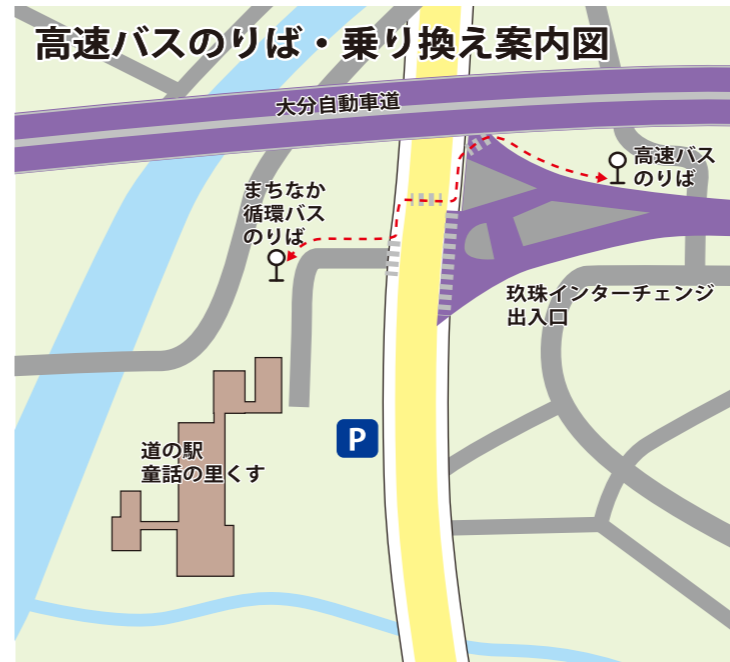 高速バスのりば・乗り換え案内図
大分自動車道
高速バス
のりば
まちなか
循環バス
のりば
玖珠インターチェンジ
出入口
P
道の駅
童話の里くす